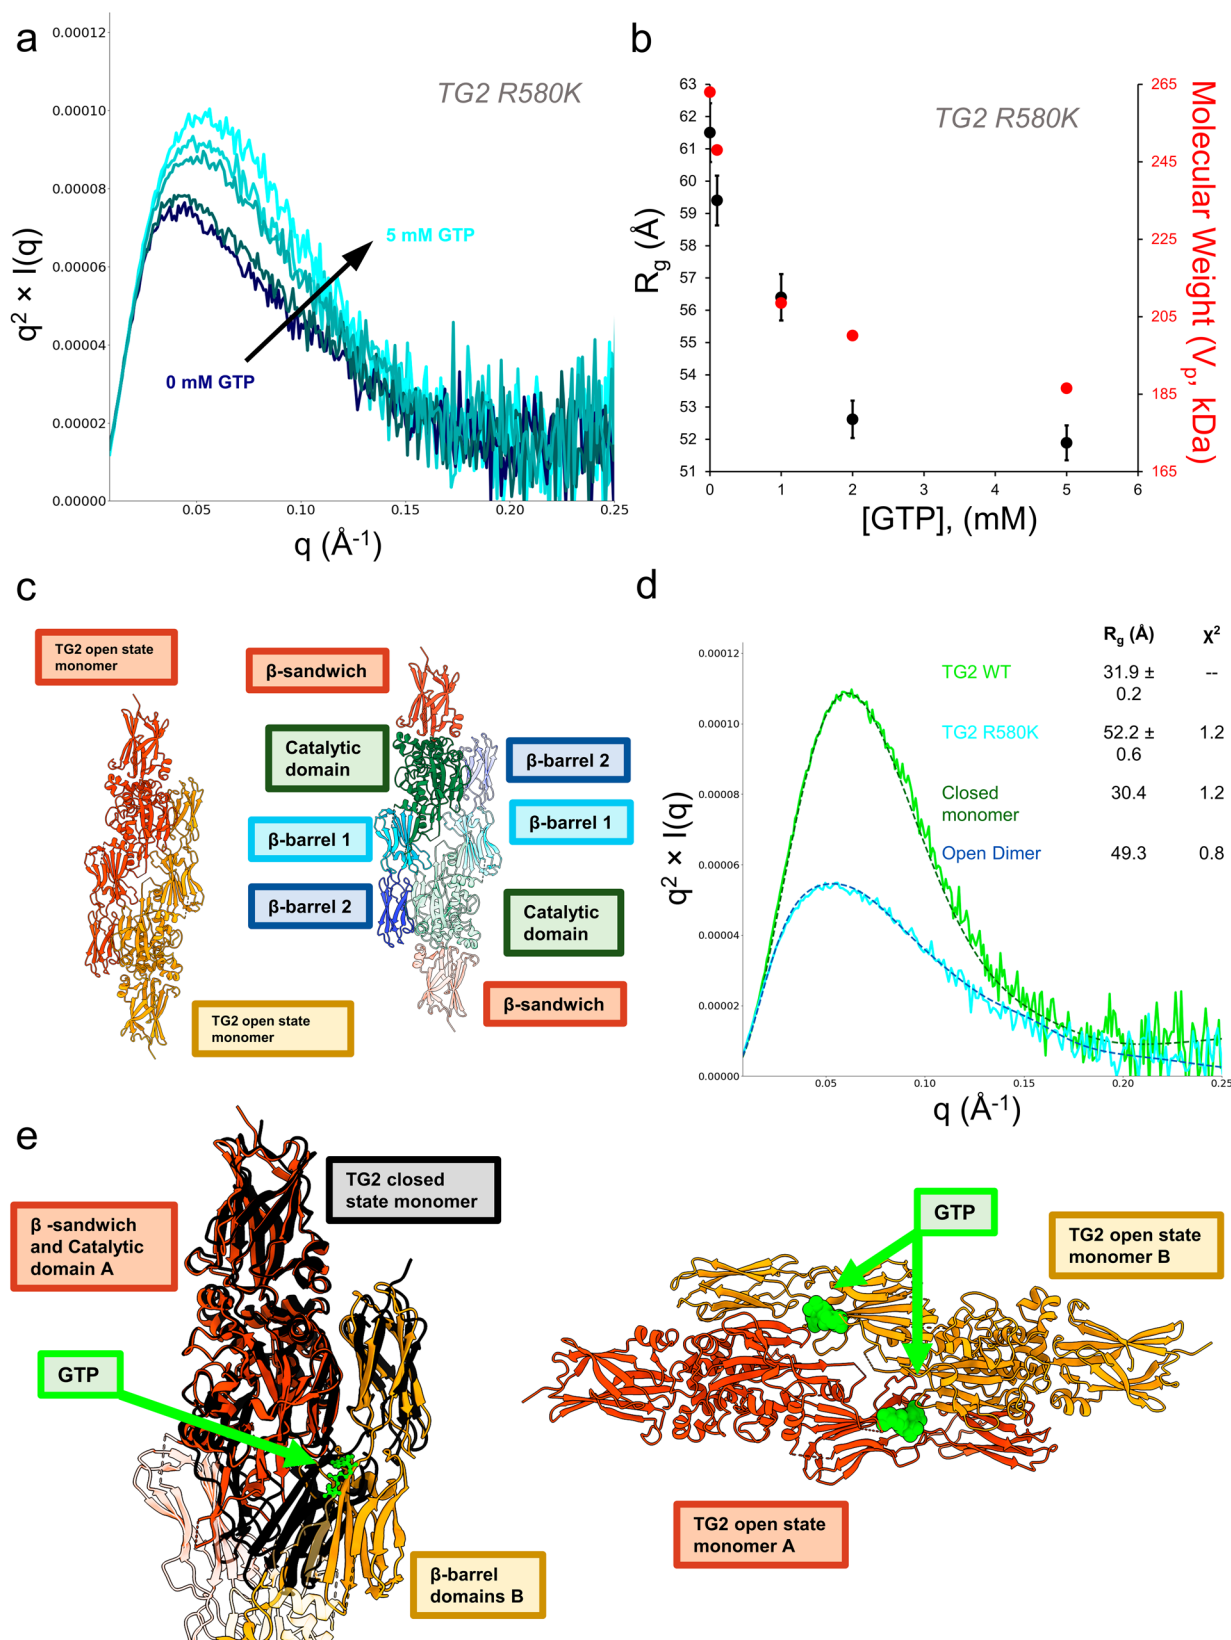 a
TG2 R580K
q² × I(q)
0.00012
0.00010
0.00008
0.00006
0.00004
0.00002
0.00000
5 mM GTP
0 mM GTP
0.05 0.10 0.15 0.20 0.25
q (Å⁻¹)
b
TG2 R580K
Rg (Å)
63
62
61
60
59
58
57
56
55
54
53
52
51
265
245
225
205
185
165
Molecular Weight (Vp, kDa)
0 1 2 3 4 5 6
[GTP], (mM)
c
TG2 open state
monomer
TG2 open state
monomer
β-sandwich
Catalytic
domain
β-barrel 2
β-barrel 1
β-barrel 1
β-barrel 2
Catalytic
domain
β-sandwich
d
Rg (Å) χ²
TG2 WT 31.9 ±
0.2 --
TG2 R580K 52.2 ±
0.6 1.2
Closed
monomer 30.4 1.2
Open Dimer 49.3 0.8
q² × I(q)
0.00012
0.00010
0.00008
0.00006
0.00004
0.00002
0.00000
0.05 0.10 0.15 0.20 0.25
q (Å⁻¹)
e
TG2 closed
state monomer
β -sandwich
and Catalytic
domain A
GTP
β-barrel
domains B
GTP
TG2 open state
monomer B
TG2 open state
monomer A